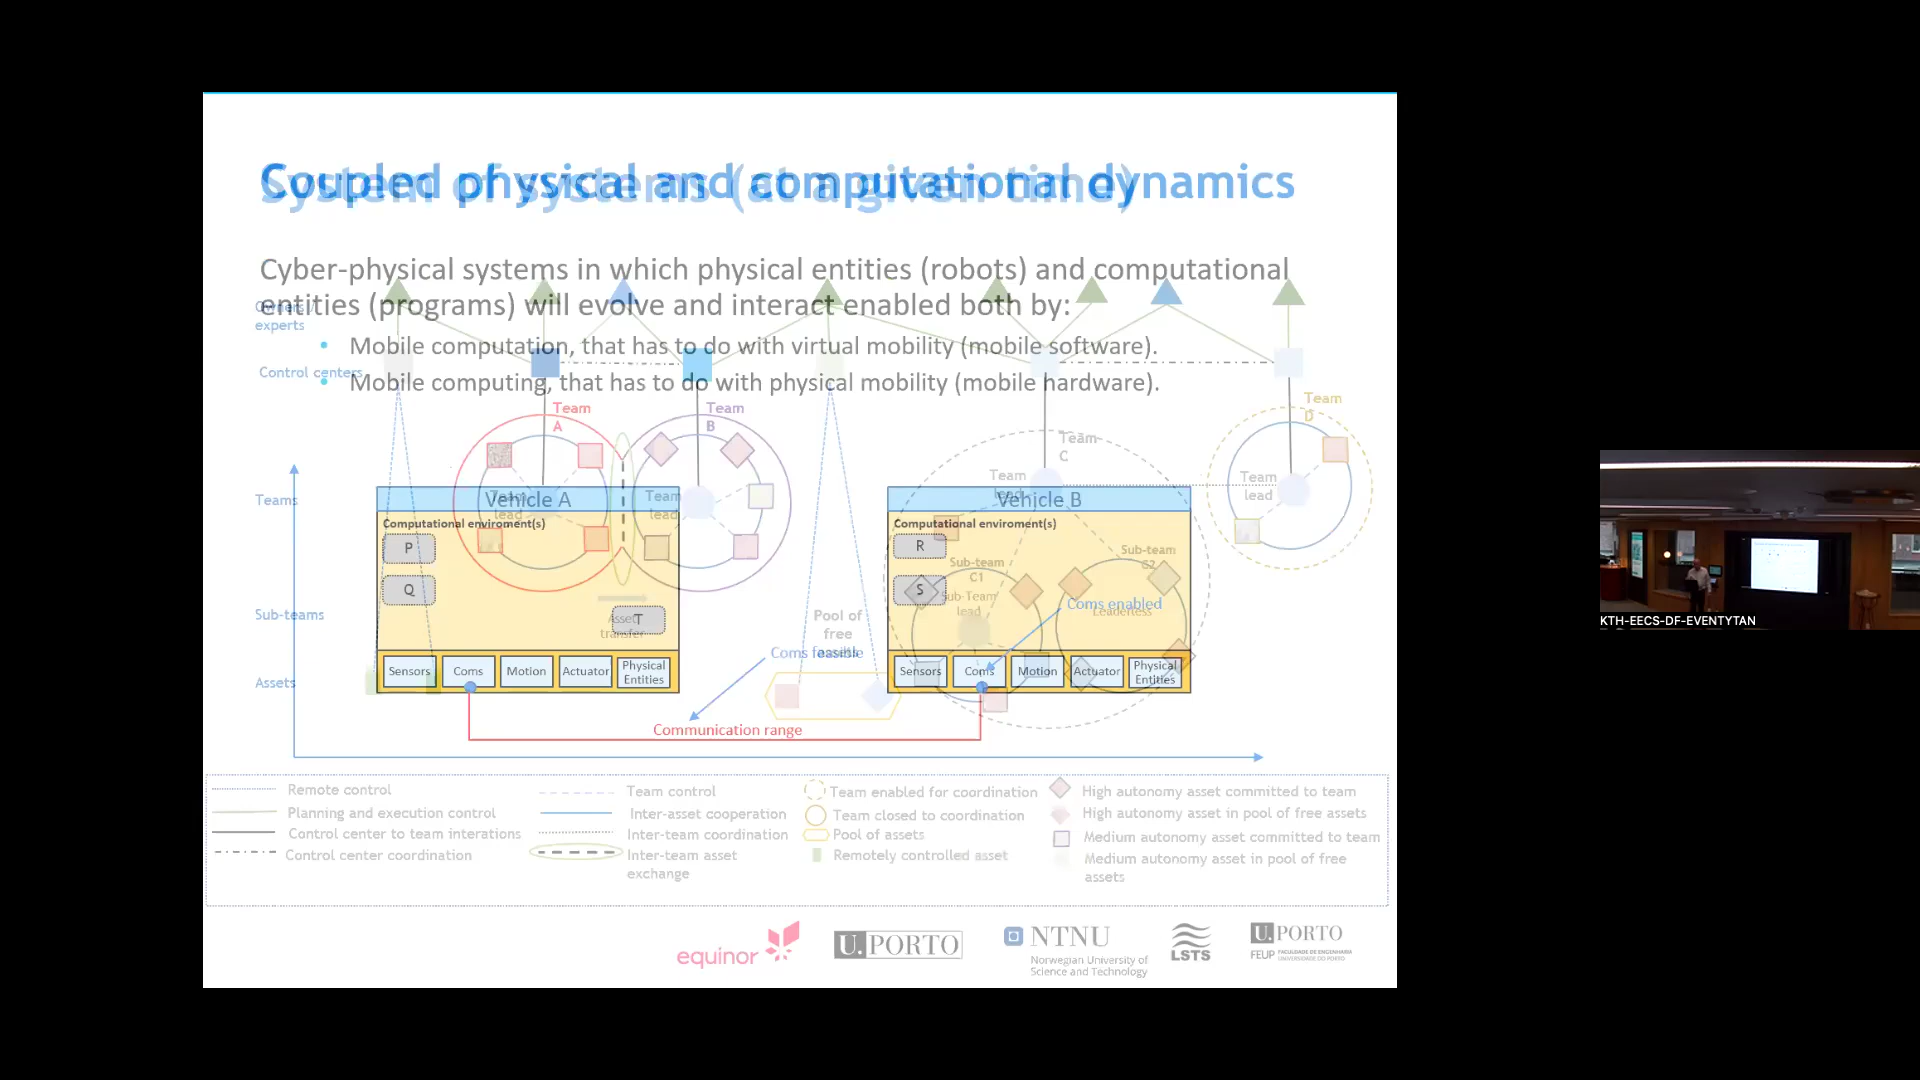 Coupled physical and computational dynamics
System of systems (at a given time)
Cyber-physical systems in which physical entities (robots) and computational
entities (programs) will evolve and interact enabled both by:
Owners /
experts
• Mobile computation, that has to do with virtual mobility (mobile software).
Control centers
• Mobile computing, that has to do with physical mobility (mobile hardware).
Team
A
Team
B
Team
C
Team
D
Teams
Team
lead
Team
lead
Team
lead
Team
lead
Vehicle A
Computational enviroment(s)
P
Q
T
Sensors
Coms
Motion
Actuator
Physical
Entities
Vehicle B
Computational enviroment(s)
R
S
Sensors
Coms
Motion
Actuator
Physical
Entities
Sub-team
C1
Sub-Team
lead
Sub-team
C2
Leaderless
Coms enabled
Asset
transfer
Pool of
free
assets
Coms feasible
Sub-teams
Assets
Communication range
Remote control
Planning and execution control
Control center to team interations
Control center coordination
Team control
Inter-asset cooperation
Inter-team coordination
Inter-team asset
exchange
Team enabled for coordination
Team closed to coordination
Pool of assets
Remotely controlled asset
High autonomy asset committed to team
High autonomy asset in pool of free assets
Medium autonomy asset committed to team
Medium autonomy asset in pool of free
assets
equinor
U. PORTO
NTNU
Norwegian University of
Science and Technology
LSTS
U. PORTO
FEUP FACULDADE DE ENGENHARIA
UNIVERSIDADE DO PORTO
KTH-EECS-DF-EVENTYTAN